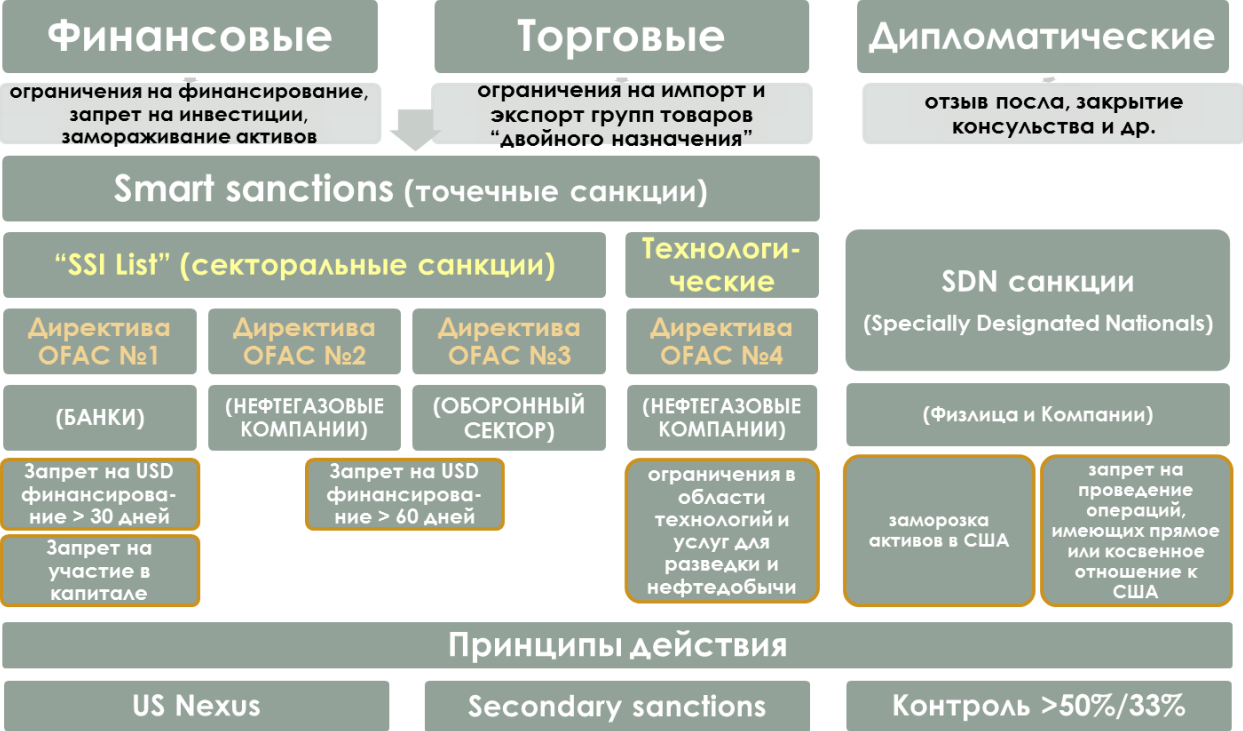 Финансовые
Торговые
Дипломатические
ограничения на финансирование,
запрет на инвестиции,
замораживание активов
ограничения на импорт и
экспорт групп товаров
“двойного назначения”
отзыв посла, закрытие
консульства и др.
Smart sanctions (точечные санкции)
“SSI List” (секторальные санкции)
Технологи-
ческие
SDN санкции
(Specially Designated Nationals)
Директива
OFAC №1
Директива
OFAC №2
Директива
OFAC №3
Директива
OFAC №4
(БАНКИ)
(НЕФТЕГАЗОВЫЕ
КОМПАНИИ)
(ОБОРОННЫЙ
СЕКТОР)
(НЕФТЕГАЗОВЫЕ
КОМПАНИИ)
(Физлица и Компании)
Запрет на USD
финансирова-
ние > 30 дней
Запрет на
участие в
капитале
Запрет на USD
финансирова-
ние > 60 дней
ограничения в
области
технологий и
услуг для
разведки и
нефтедобычи
заморозка
активов в США
запрет на
проведение
операций,
имеющих прямое
или косвенное
отношение к
США
Принципы действия
US Nexus
Secondary sanctions
Контроль >50%/33%